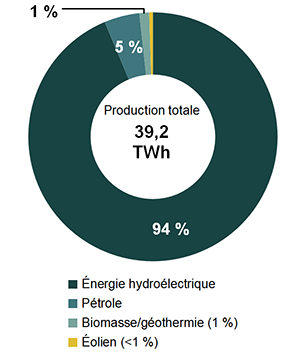 1 %
5 %
Production totale
39,2
TWh
94 %
Énergie hydroélectrique
Pétrole
Biomasse/géothermie (1 %)
Éolien (<1 %)